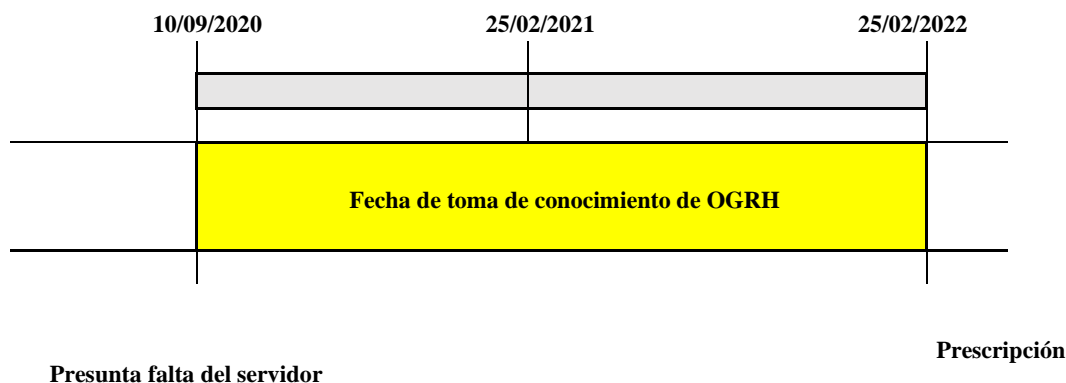 10/09/2020 25/02/2021 25/02/2022
Fecha de toma de conocimiento de OGRH
Prescripción
Presunta falta del servidor